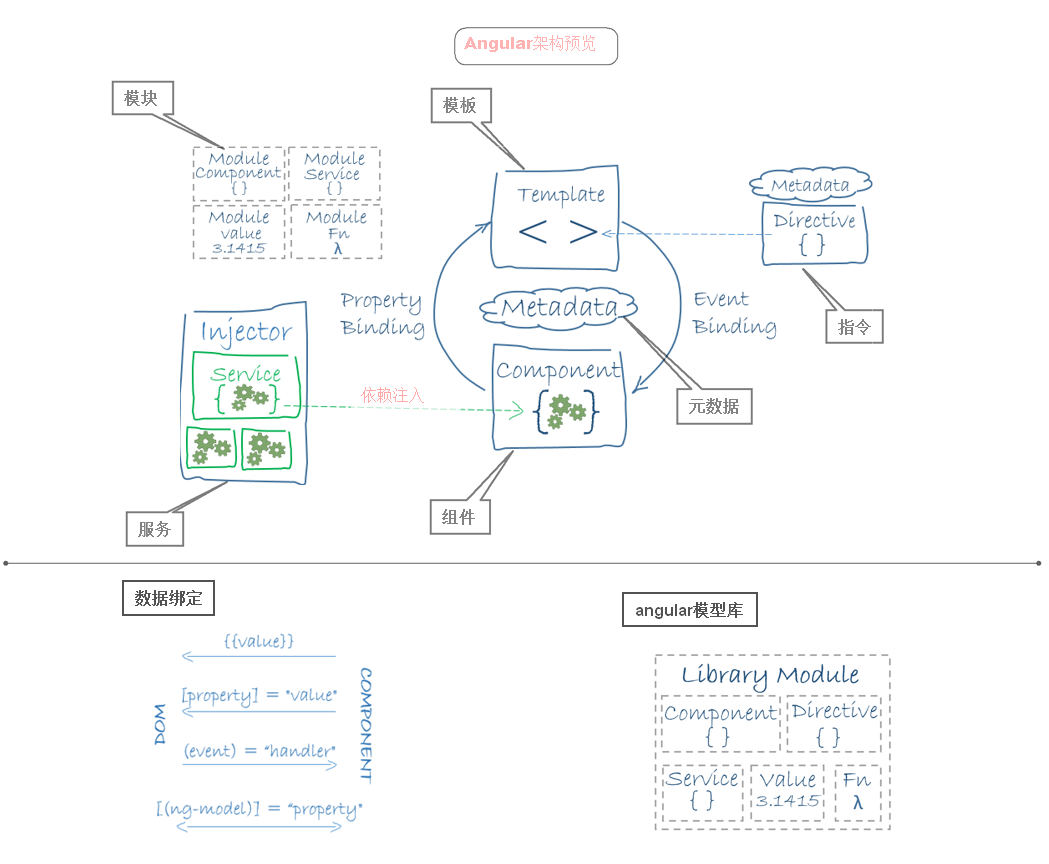 Angular架构预览
模块
模板
Module
Component
{ }
Module
Service
{ }
Module
value
3.1415
Module
Fn
λ
Template
< >
Metadata
Directive
{ }
指令
Property
Binding
Metadata
Event
Binding
Injector
Service
{ }
依赖注入
Component
{ }
元数据
服务
组件
数据绑定
{{value}}
[property] = "value"
(event) = "handler"
[(ng-model)] = "property"
DOM
COMPONENT
angular模型库
Library Module
Component
{ }
Directive
{ }
Service
{ }
Value
3.1415
Fn
λ